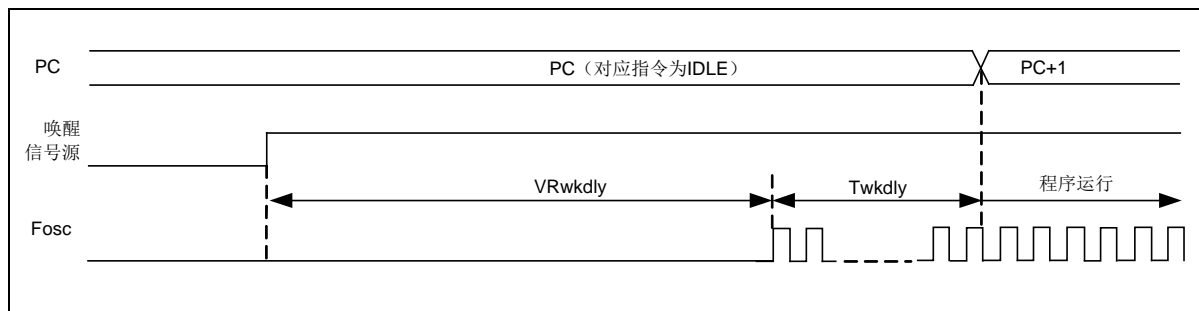 PC
PC（对应指令为IDLE）
PC+1
唤醒
信号源
VRwkdly
Twkdly
程序运行
Fosc